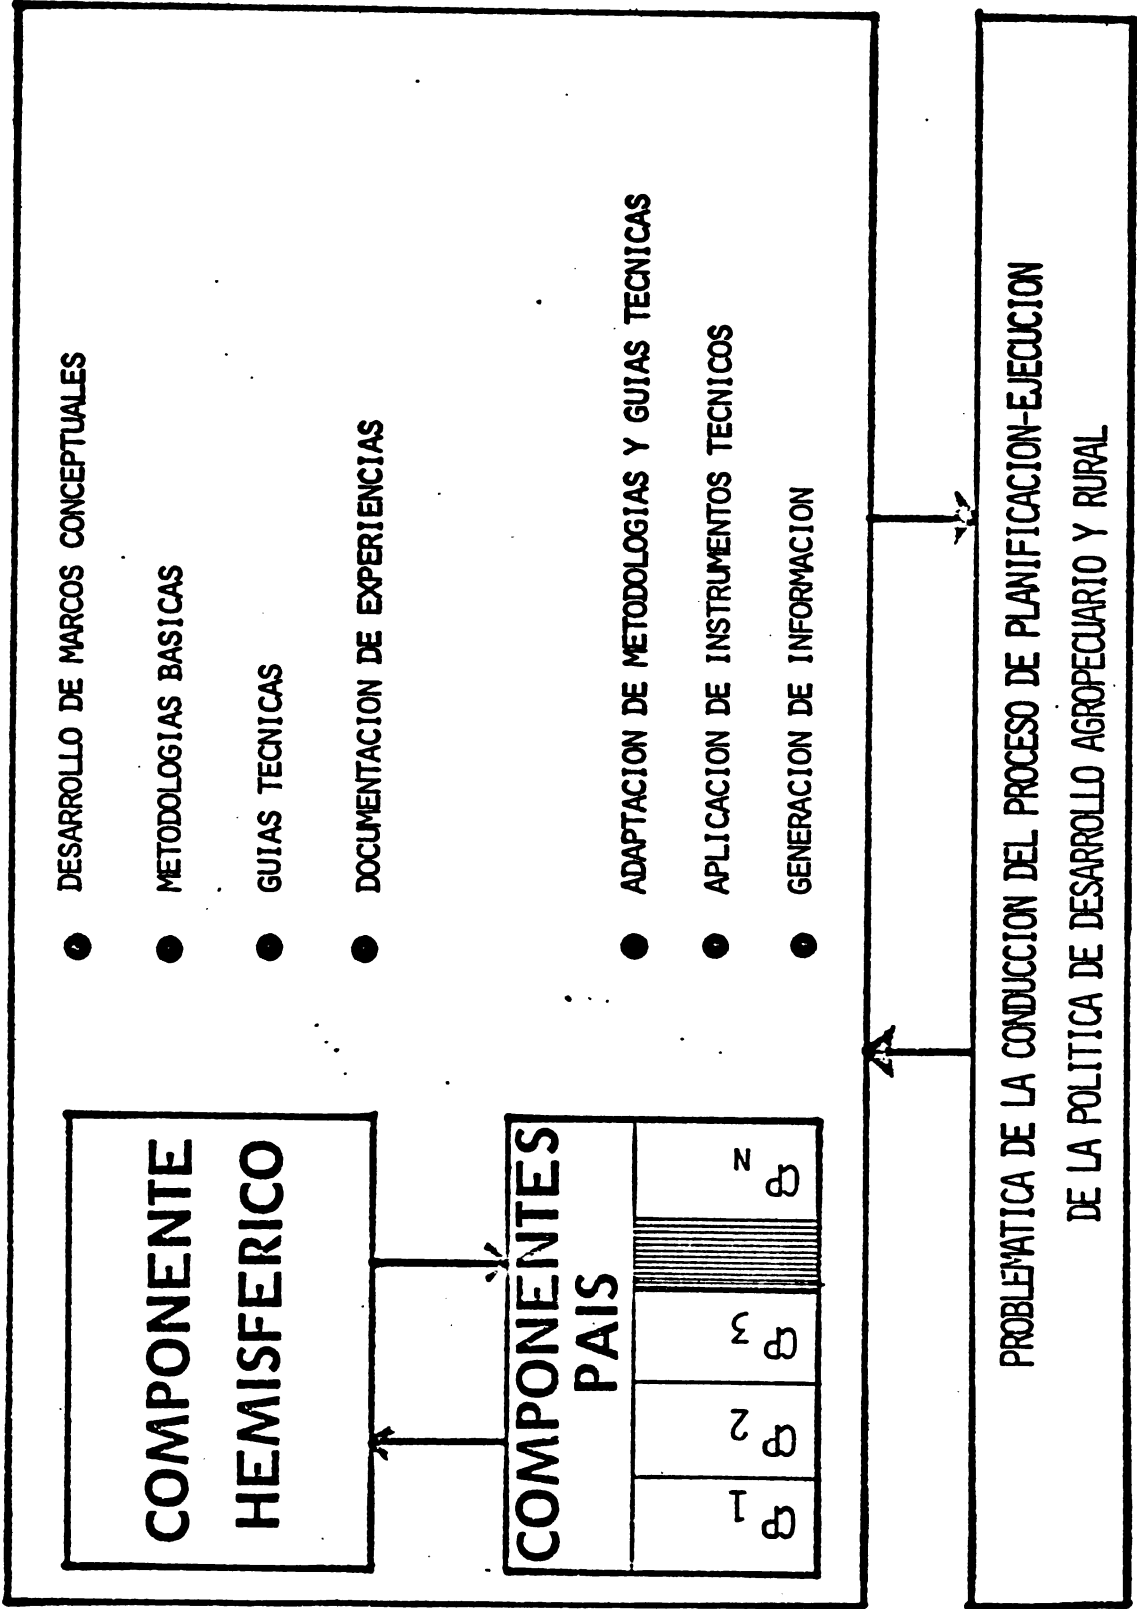 COMPONENTE
HEMISFERICO
DESARROLLO DE MARCOS CONCEPTUALES
METODOLOGIAS BASICAS
GUIAS TECNICAS
DOCUMENTACION DE EXPERIENCIAS
COMPONENTES
PAIS
CP 1
CP 2
CP 3
CP N
ADAPTACION DE METODOLOGIAS Y GUIAS TECNICAS
APLICACION DE INSTRUMENTOS TECNICOS
GENERACION DE INFORMACION
PROBLEMATICA DE LA CONDUCCION DEL PROCESO DE PLANIFICACION-EJECUCION
DE LA POLITICA DE DESARROLLO AGROPECUARIO Y RURAL